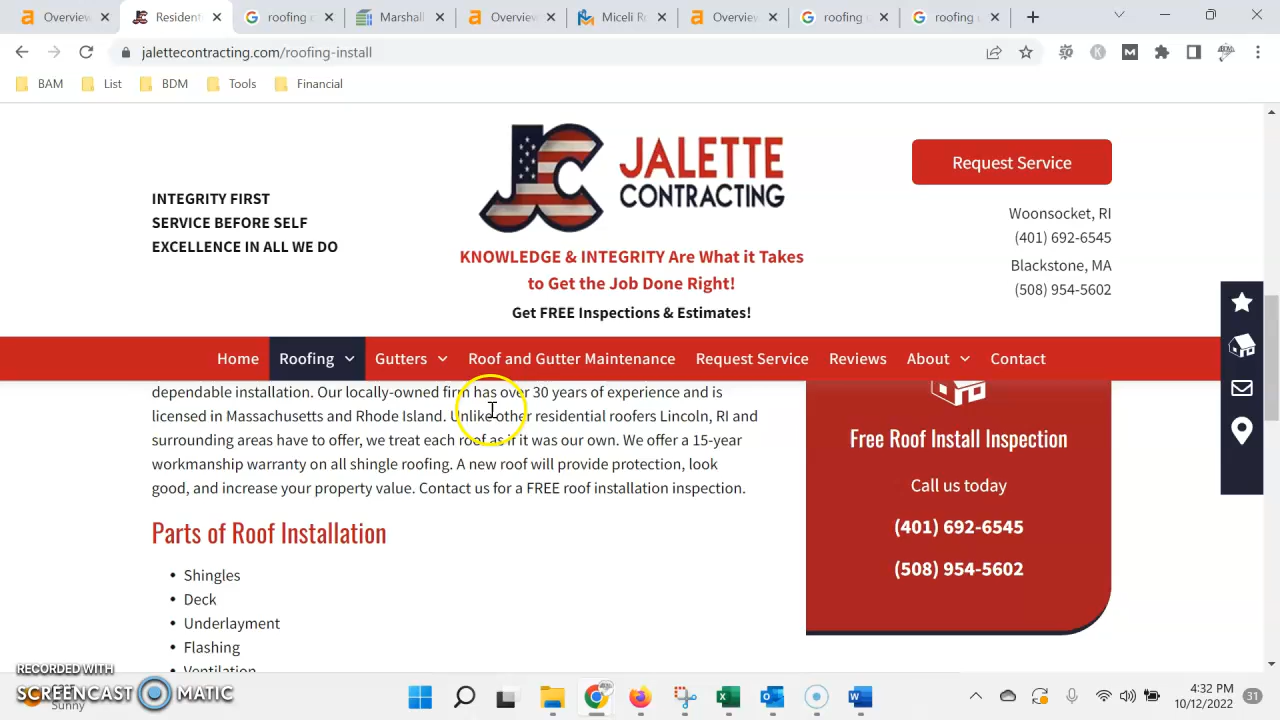 Overview
Resident
roofing c
Marshall
Overview
Miceli Ro
Overview
roofing
roofing
jalettecontracting.com/roofing-install
BAM
List
BDM
Tools
Financial
INTEGRITY FIRST
SERVICE BEFORE SELF
EXCELLENCE IN ALL WE DO
JC
JALETTE
CONTRACTING
KNOWLEDGE & INTEGRITY Are What it Takes
to Get the Job Done Right!
Get FREE Inspections & Estimates!
Request Service
Woonsocket, RI
(401) 692-6545
Blackstone, MA
(508) 954-5602
Home Roofing Gutters Roof and Gutter Maintenance Request Service Reviews About Contact
dependable installation. Our locally-owned firm has over 30 years of experience and is
licensed in Massachusetts and Rhode Island. Unlike other residential roofers Lincoln, RI and
surrounding areas have to offer, we treat each roof as if it was our own. We offer a 15-year
workmanship warranty on all shingle roofing. A new roof will provide protection, look
good, and increase your property value. Contact us for a FREE roof installation inspection.
Parts of Roof Installation
• Shingles
• Deck
• Underlayment
• Flashing
• Ventilation
Free Roof Install Inspection
Call us today
(401) 692-6545
(508) 954-5602
RECORDED WITH
SCREENCAST MATIC
Sunny
4:32 PM
10/12/2022
31